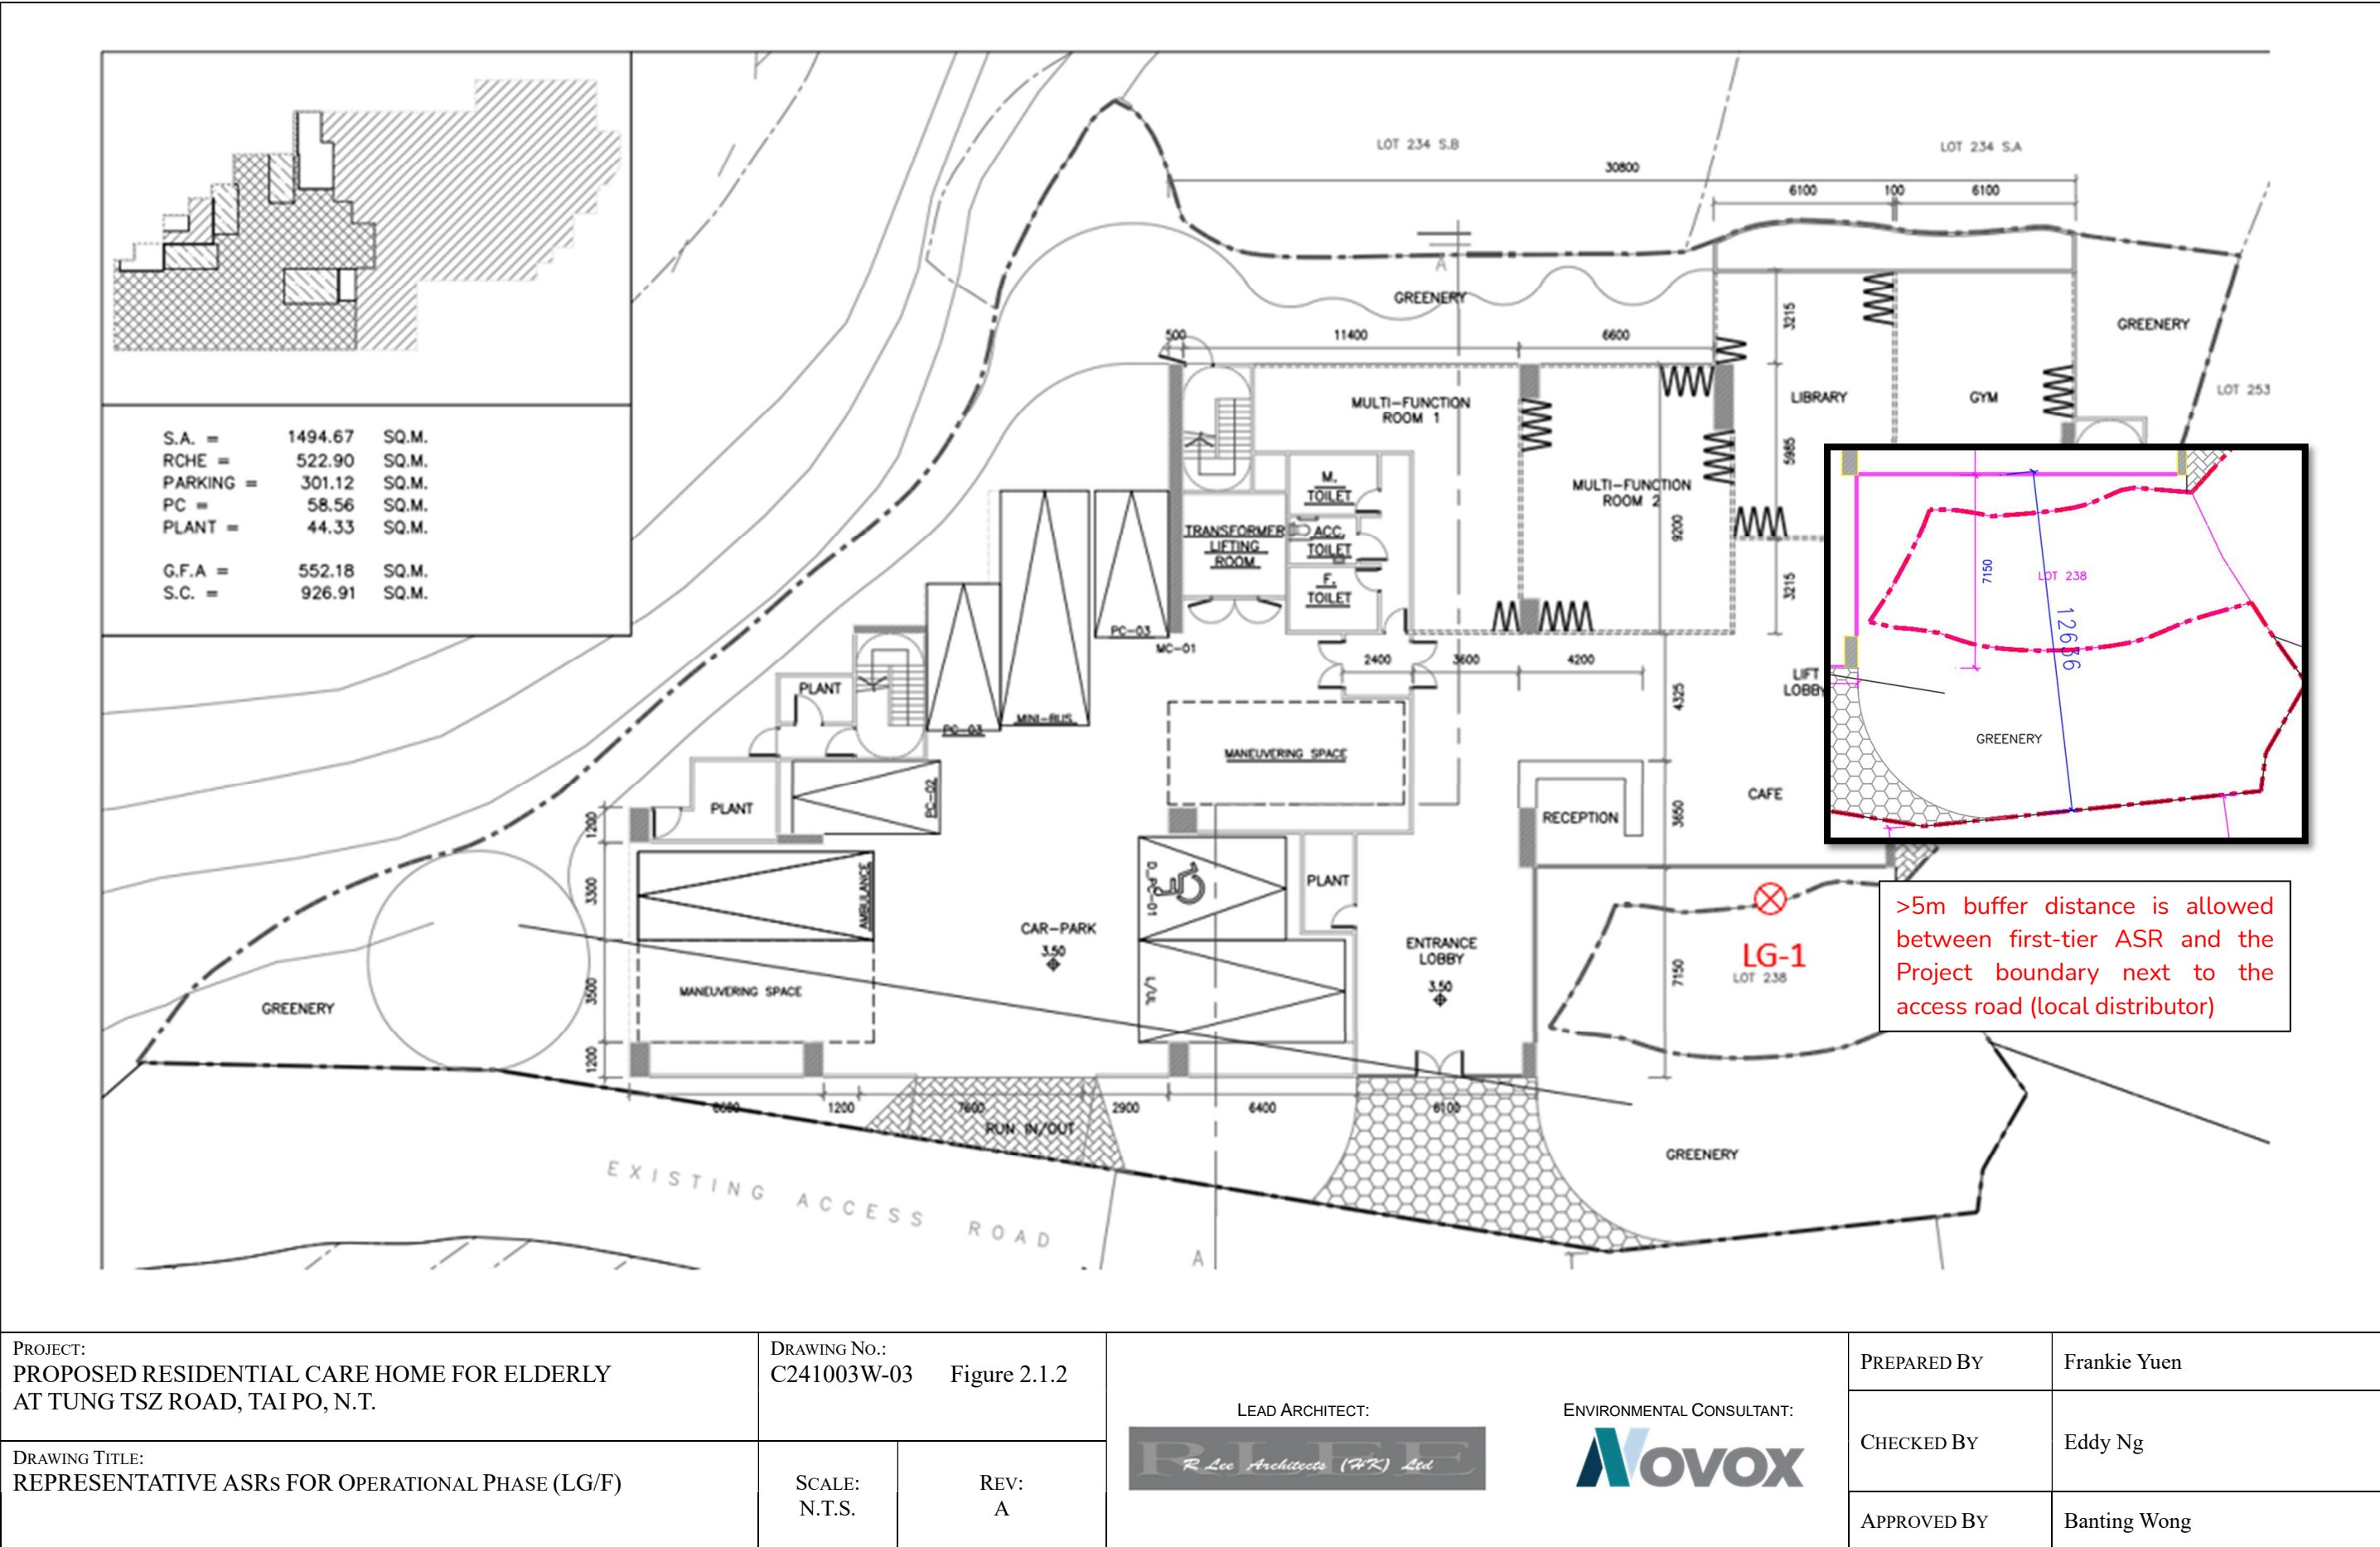 LOT 234 S.B
LOT 234 S.A
30800
6100
100
6100
A
GREENERY
3215
GREENERY
500
11400
6600
LOT 253
MULTI-FUNCTION
ROOM 1
LIBRARY
GYM
S.A. = 1494.67 SQ.M.
RCHE = 522.90 SQ.M.
PARKING = 301.12 SQ.M.
PC = 58.56 SQ.M.
PLANT = 44.33 SQ.M.
G.F.A = 552.18 SQ.M.
S.C. = 926.91 SQ.M.
5985
M.
TOILET
MULTI-FUNCTION
ROOM 2
9200
TRANSFORMER
LIFTING
ROOM
ACC.
TOILET
F.
TOILET
3215
7150
LOT 238
12636
GREENERY
PC-03
MC-01
2400
3600
4200
LIFT
LOBBY
4325
PLANT
PC-03
MINI-BUS
MANEUVERING SPACE
CAFE
PLANT
PC-02
RECEPTION
3650
1200
3300
AMBULANCE
D_PC-01
PLANT
CAR-PARK
3.50
ENTRANCE
LOBBY
3.50
LG-1
LOT 238
7150
>5m buffer distance is allowed
between first-tier ASR and the
Project boundary next to the
access road (local distributor)
MANEUVERING SPACE
L/UL
3500
GREENERY
1200
1200
7600
2900
6400
6100
RUN IN/OUT
GREENERY
EXISTING ACCESS ROAD
A
PROJECT:
PROPOSED RESIDENTIAL CARE HOME FOR ELDERLY
AT TUNG TSZ ROAD, TAI PO, N.T.
DRAWING NO.:
C241003W-03 Figure 2.1.2
DRAWING TITLE:
REPRESENTATIVE ASRS FOR OPERATIONAL PHASE (LG/F)
SCALE:
N.T.S.
REV:
A
LEAD ARCHITECT:
RLEE
R Lee Architects (HK) Ltd
ENVIRONMENTAL CONSULTANT:
NOVOX
PREPARED BY Frankie Yuen
CHECKED BY Eddy Ng
APPROVED BY Banting Wong